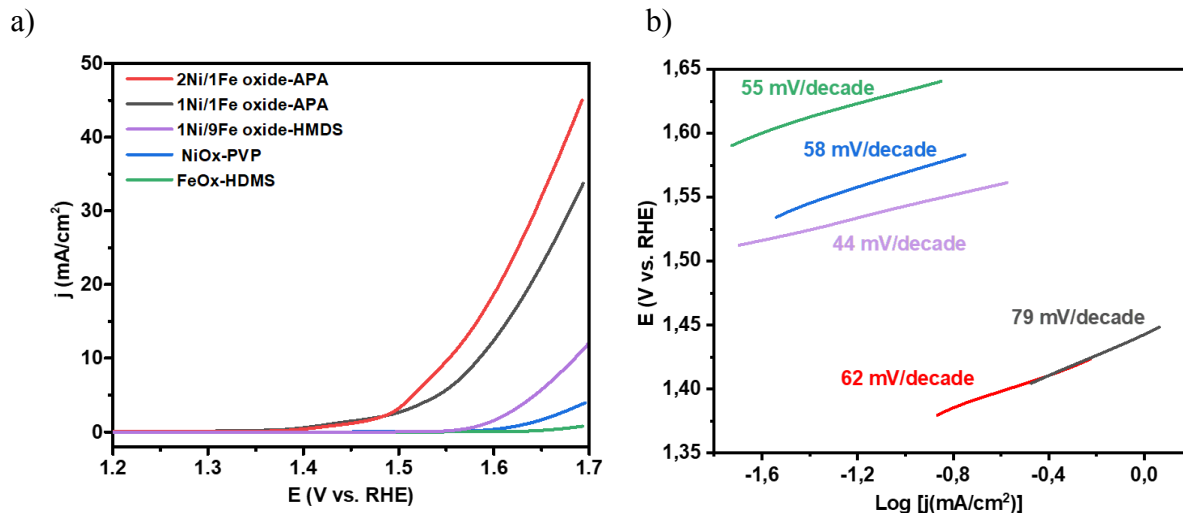 a)
50
40
30
20
10
0
j (mA/cm²)
2Ni/1Fe oxide-APA
1Ni/1Fe oxide-APA
1Ni/9Fe oxide-HMDS
NiOx-PVP
FeOx-HDMS
1.2 1.3 1.4 1.5 1.6 1.7
E (V vs. RHE)
b)
1,65
1,60
1,55
1,50
1,45
1,40
1,35
E (V vs. RHE)
55 mV/decade
58 mV/decade
44 mV/decade
79 mV/decade
62 mV/decade
-1,6 -1,2 -0,8 -0,4 0,0
Log [j(mA/cm²)]